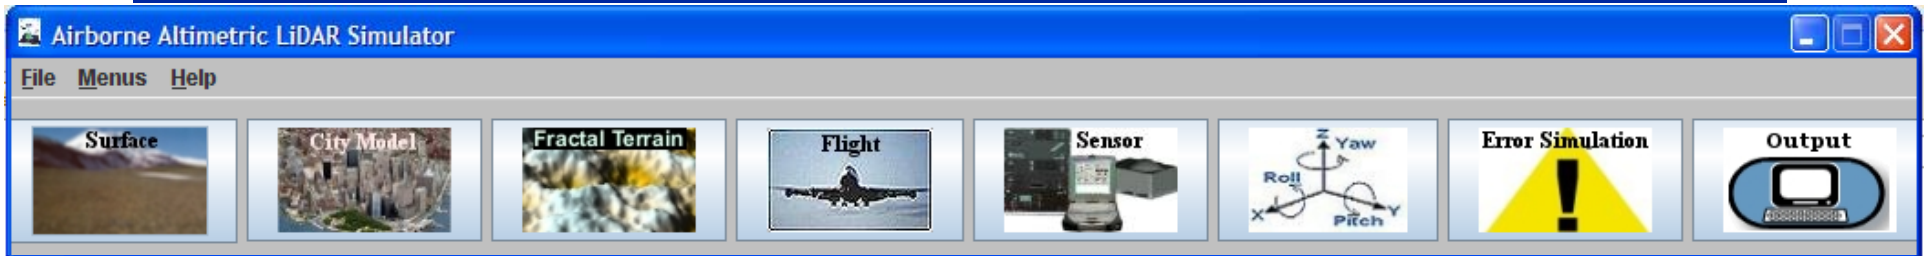 Airborne Altimetric LiDAR Simulator
File Menus Help
Surface
City Model
Fractal Terrain
Flight
Sensor
Z
Yaw
Roll
X
Y
Pitch
Error Simulation
Output